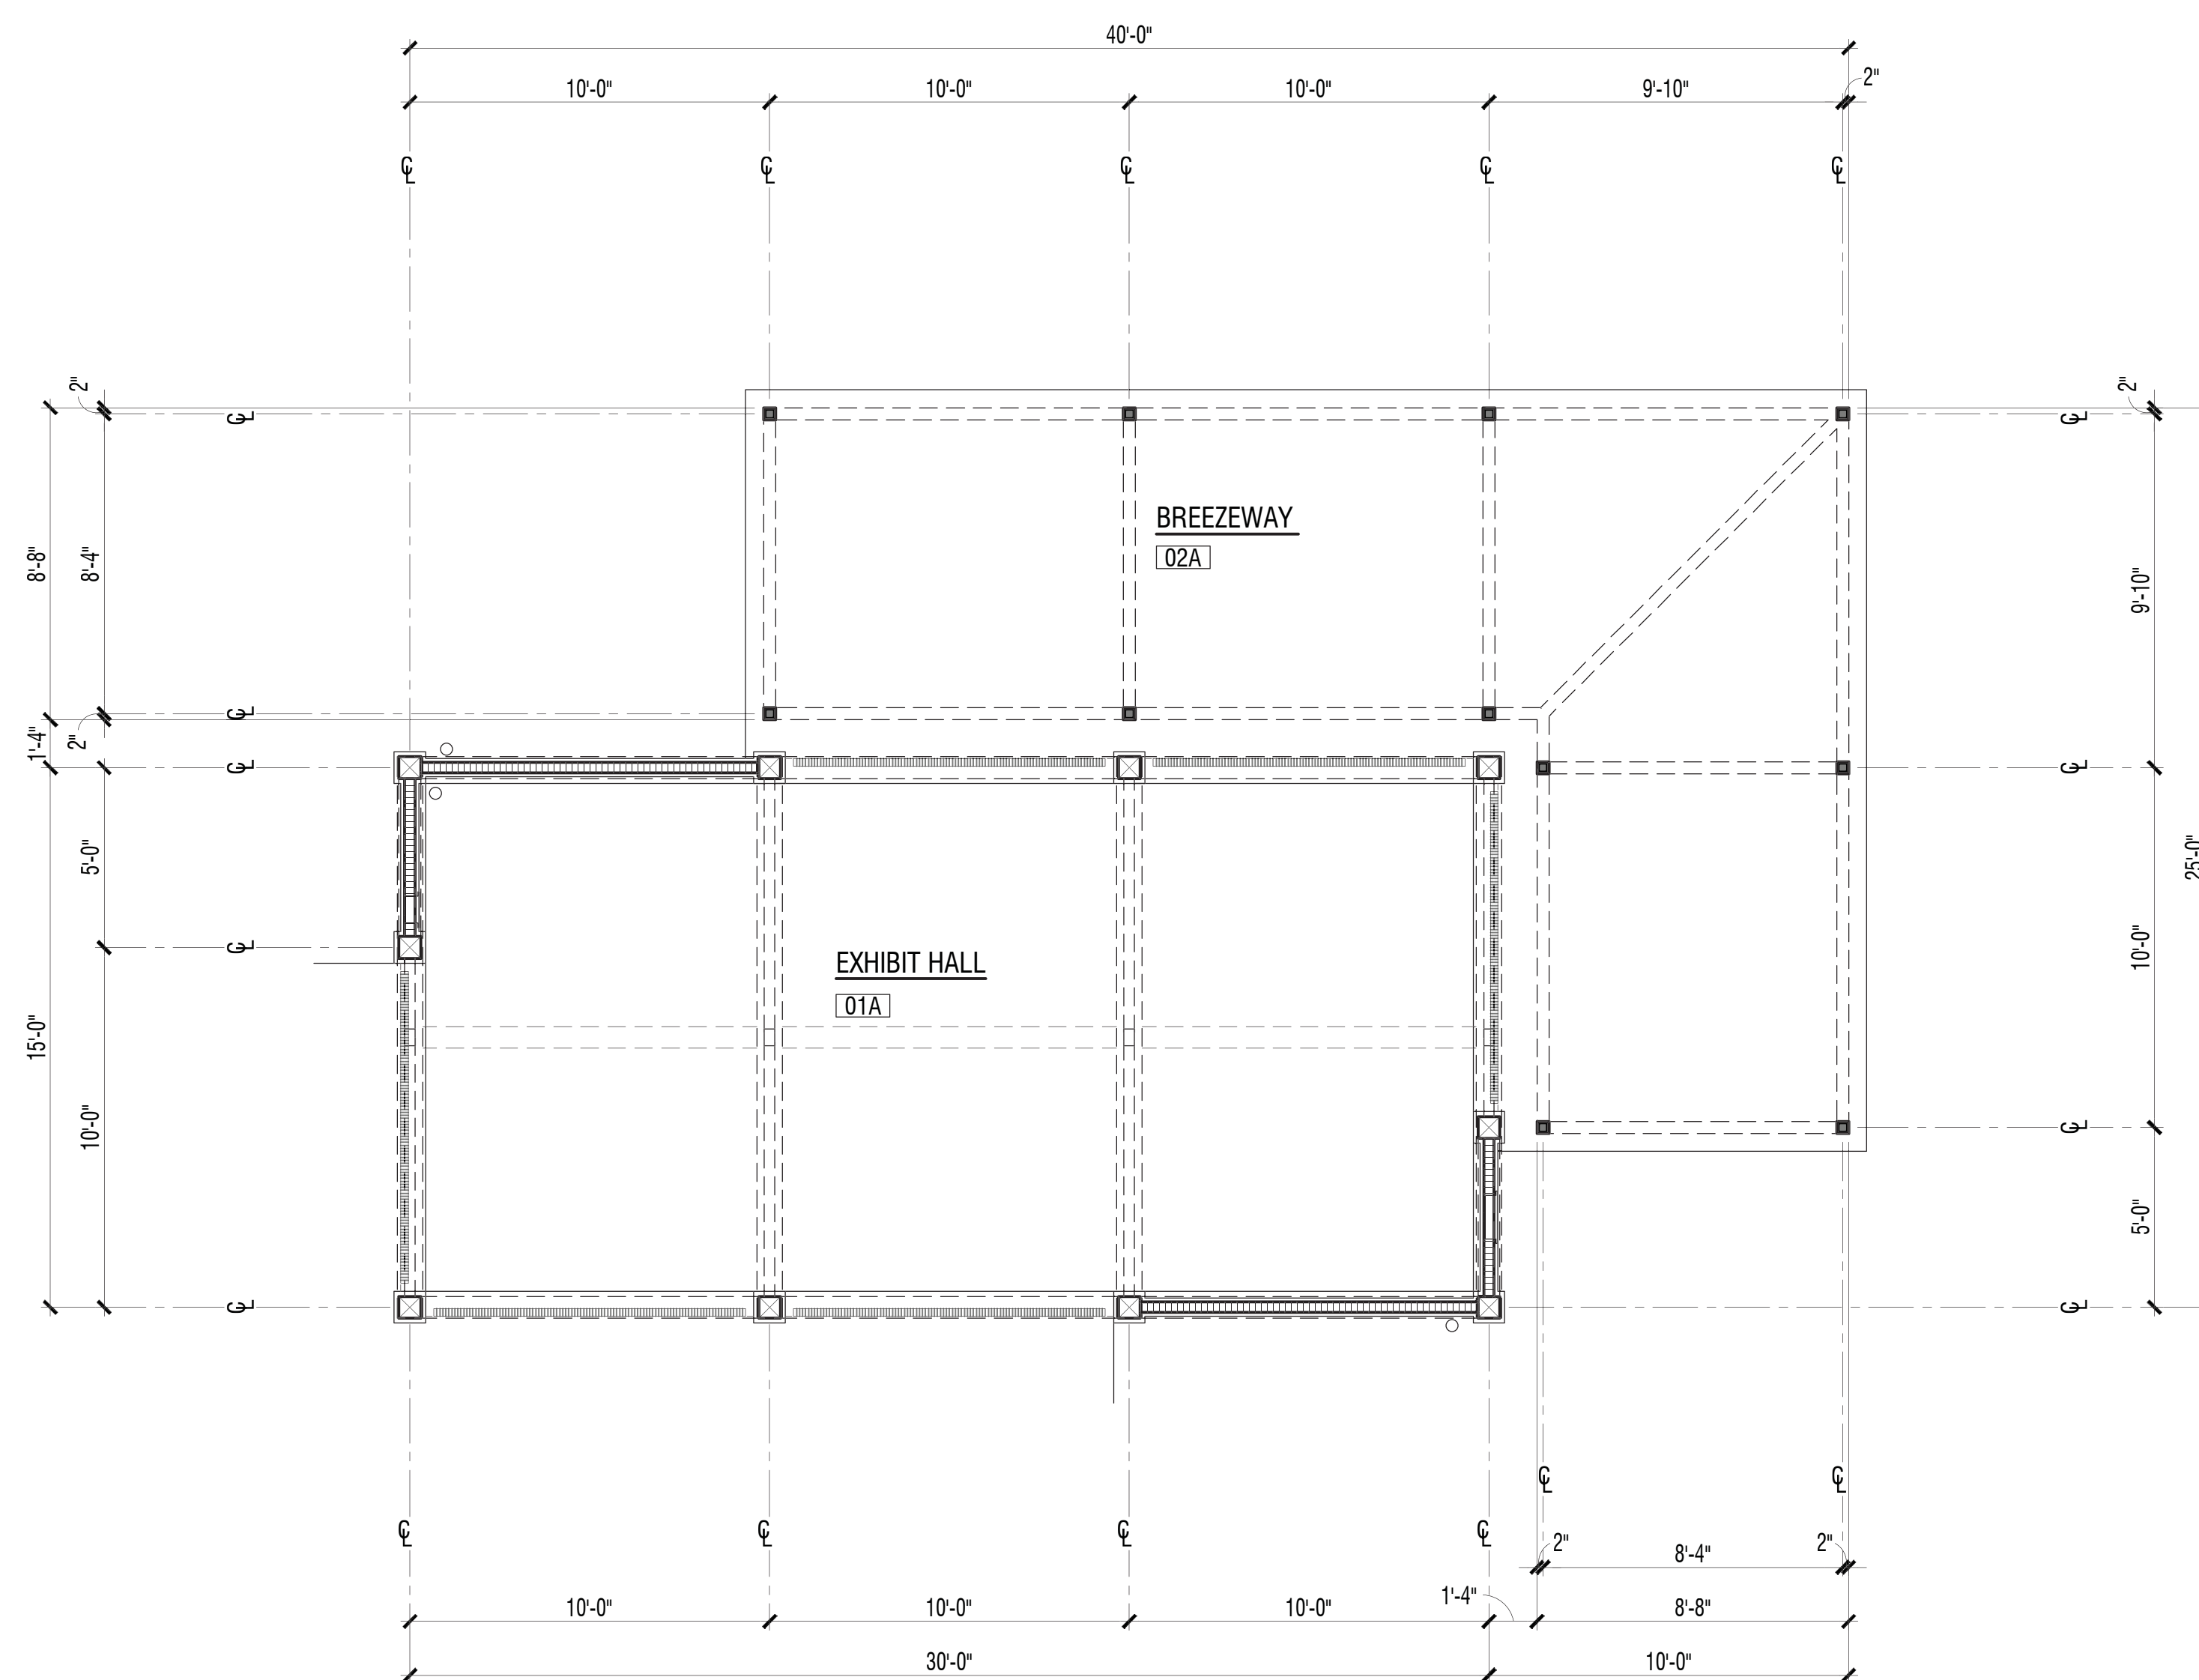 40'-0"
2"
10'-0" 10'-0" 10'-0" 9'-10"
℄ ℄ ℄ ℄ ℄
2" 2"
℄ ℄
BREEZEWAY
02A
8'-8" 8'-4" 9'-10"
℄
1'-4" 2"
℄ ℄
5'-0" 25'-0"
℄ 10'-0"
EXHIBIT HALL
01A
15'-0"
10'-0" ℄
5'-0"
℄ ℄
℄ ℄
℄ ℄ ℄ ℄
2" 8'-4" 2"
1'-4"
10'-0" 10'-0" 10'-0" 8'-8"
30'-0" 10'-0"